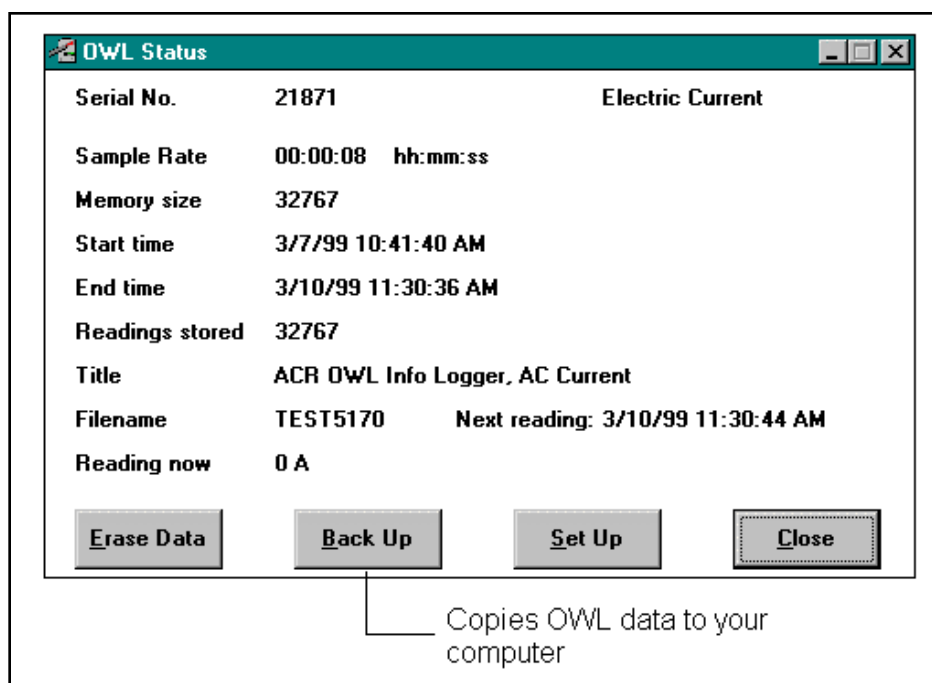 OWL Status
Serial No. 21871 Electric Current
Sample Rate 00:00:08 hh:mm:ss
Memory size 32767
Start time 3/7/99 10:41:40 AM
End time 3/10/99 11:30:36 AM
Readings stored 32767
Title ACR OWL Info Logger, AC Current
Filename TEST5170 Next reading: 3/10/99 11:30:44 AM
Reading now 0 A
Erase Data Back Up Set Up Close
Copies OWL data to your
computer